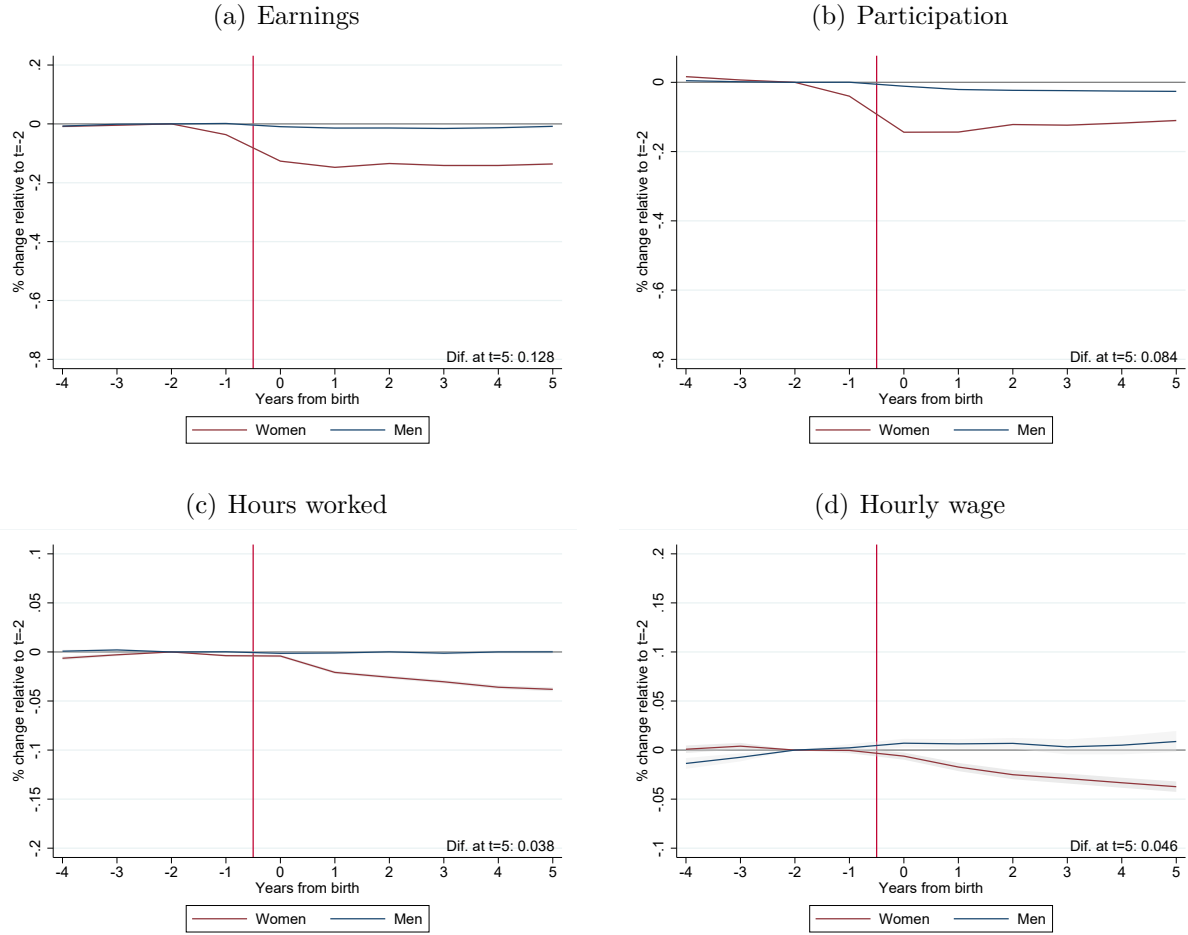 (a) Earnings
% change relative to t=-2
.2
0
-.2
-.4
-.6
-.8
Dif. at t=5: 0.128
-4 -3 -2 -1 0 1 2 3 4 5
Years from birth
Women Men
(b) Participation
% change relative to t=-2
0
-.2
-.4
-.6
-.8
Dif. at t=5: 0.084
-4 -3 -2 -1 0 1 2 3 4 5
Years from birth
Women Men
(c) Hours worked
% change relative to t=-2
.1
.05
0
-.05
-.1
-.15
-.2
Dif. at t=5: 0.038
-4 -3 -2 -1 0 1 2 3 4 5
Years from birth
Women Men
(d) Hourly wage
% change relative to t=-2
.2
.15
.1
.05
0
-.05
-.1
Dif. at t=5: 0.046
-4 -3 -2 -1 0 1 2 3 4 5
Years from birth
Women Men